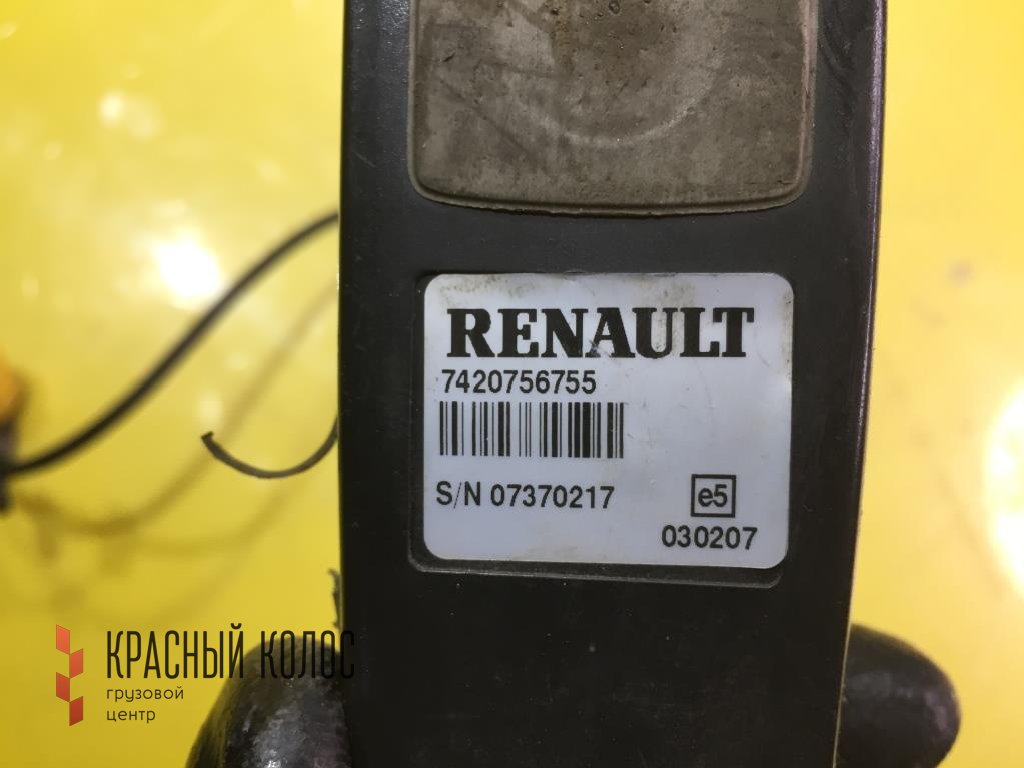 RENAULT
7420756755
S/N 07370217
e5
030207
КРАСНЫЙ КОЛОС
грузовой
центр